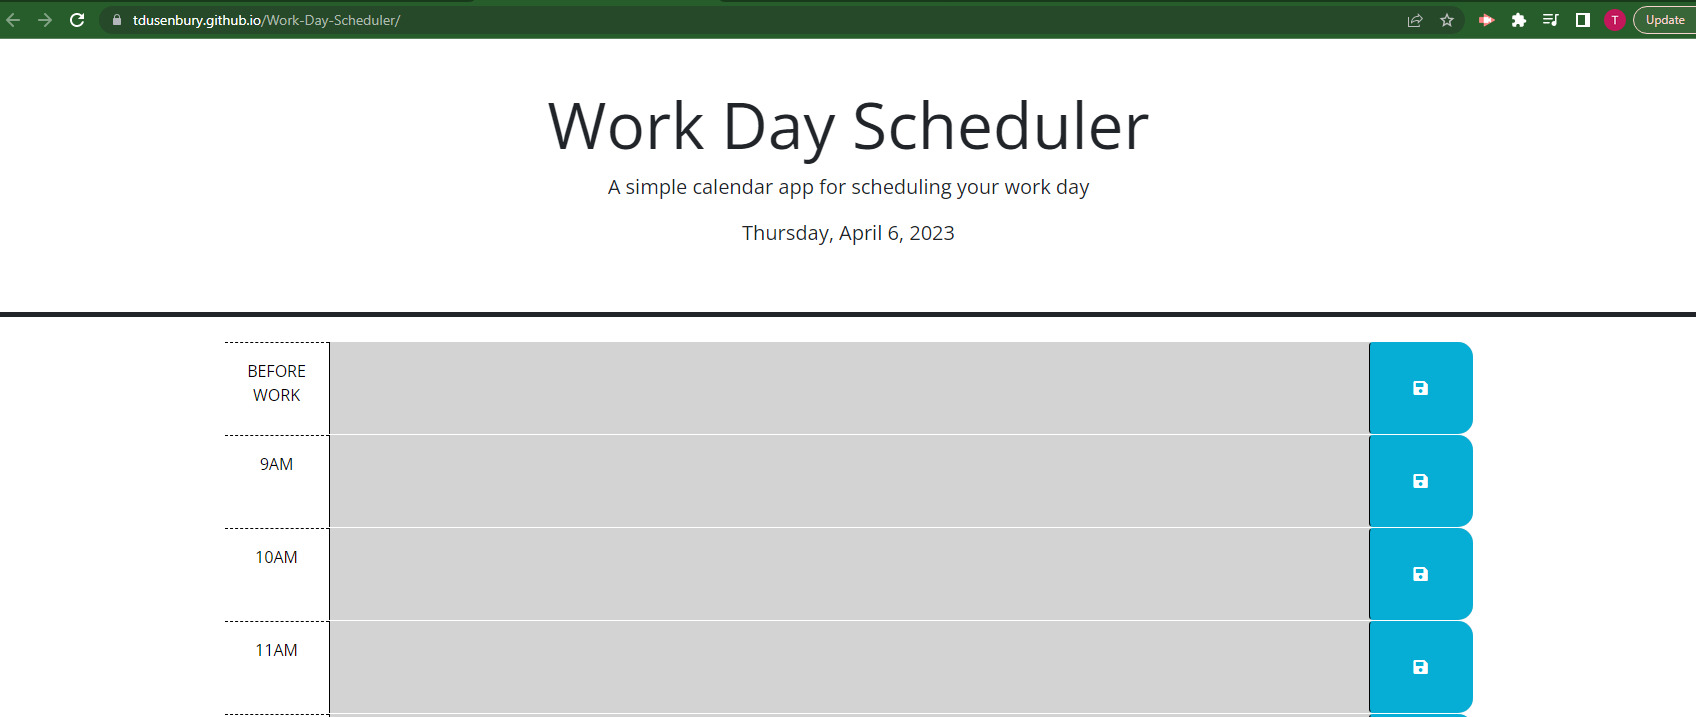 tdusenbury.github.io/Work-Day-Scheduler/
T
Update
Work Day Scheduler
A simple calendar app for scheduling your work day
Thursday, April 6, 2023
BEFORE
WORK
9AM
10AM
11AM